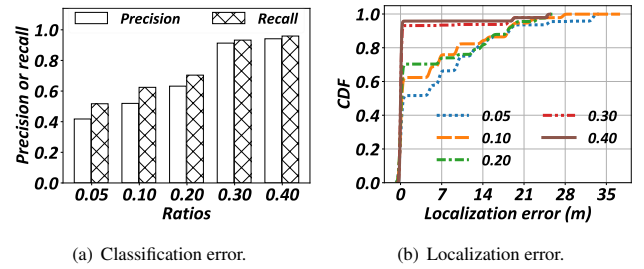 Precision Recall
Precision or recall
1.0
0.8
0.6
0.4
0.2
0.0
0.05 0.10 0.20 0.30 0.40
Ratios
(a) Classification error.
CDF
1.0
0.8
0.6
0.4
0.2
0.0
0.05 0.30
0.10 0.40
0.20
0 7 14 21 28 35
Localization error (m)
(b) Localization error.